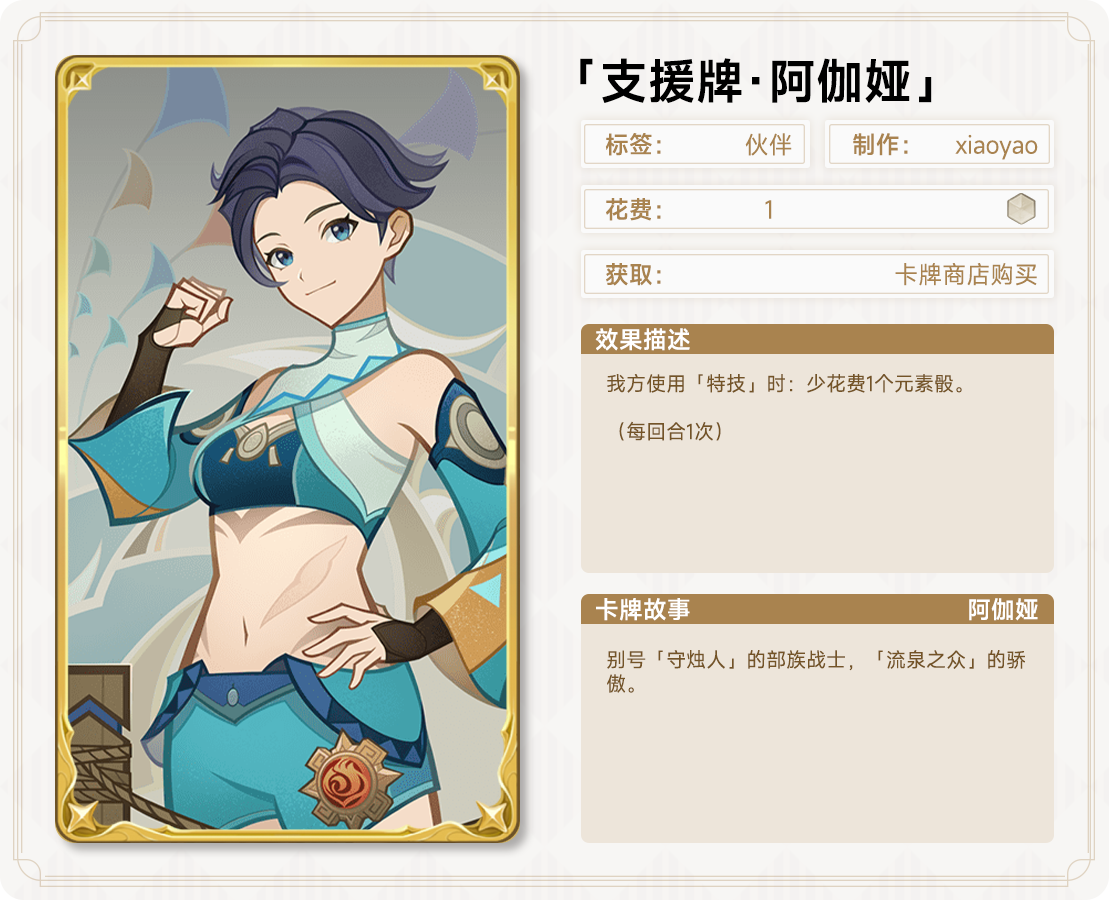 「支援牌·阿伽娅」
标签： 伙伴 制作： xiaoyao
花费： 1
获取： 卡牌商店购买
效果描述
我方使用「特技」时：少花费1个元素骰。
（每回合1次）
卡牌故事 阿伽娅
别号「守烛人」的部族战士，「流泉之众」的骄
傲。